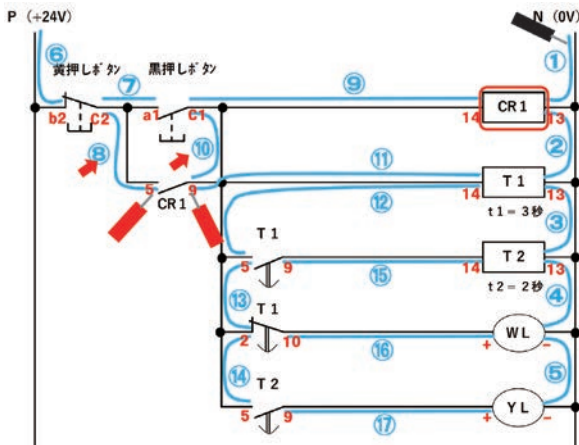 P (+24V)
N (0V)
⑥
①
黄押しボタン
⑦
黒押しボタン
⑨
CR1
b2
C2
a1
C1
14
13
⑧
⑩
②
⑪
5
9
CR1
⑫
T1
14
13
t1=3秒
③
T1
5
9
⑮
T2
14
13
t2=2秒
④
⑬
T1
2
10
⑯
+
WL
−
⑤
⑭
T2
5
9
⑰
+
YL
−